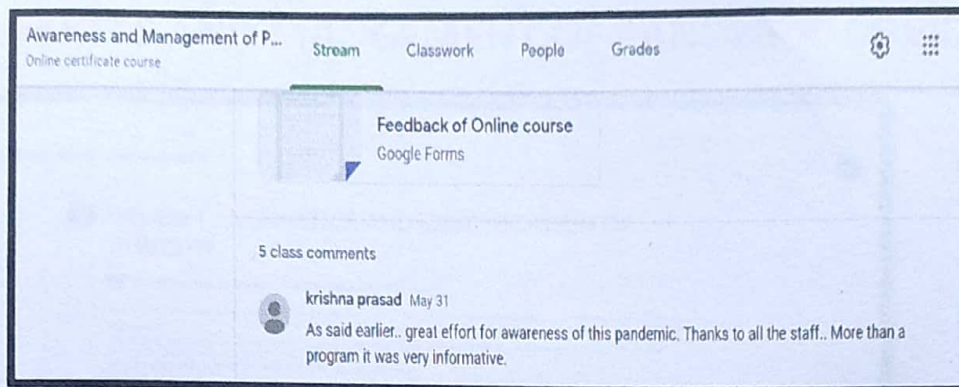 Awareness and Management of P...
Online certificate course
Stream
Classwork
People
Grades
Feedback of Online course
Google Forms
5 class comments
krishna prasad May 31
As said earlier.. great effort for awareness of this pandemic. Thanks to all the staff.. More than a
program it was very informative.